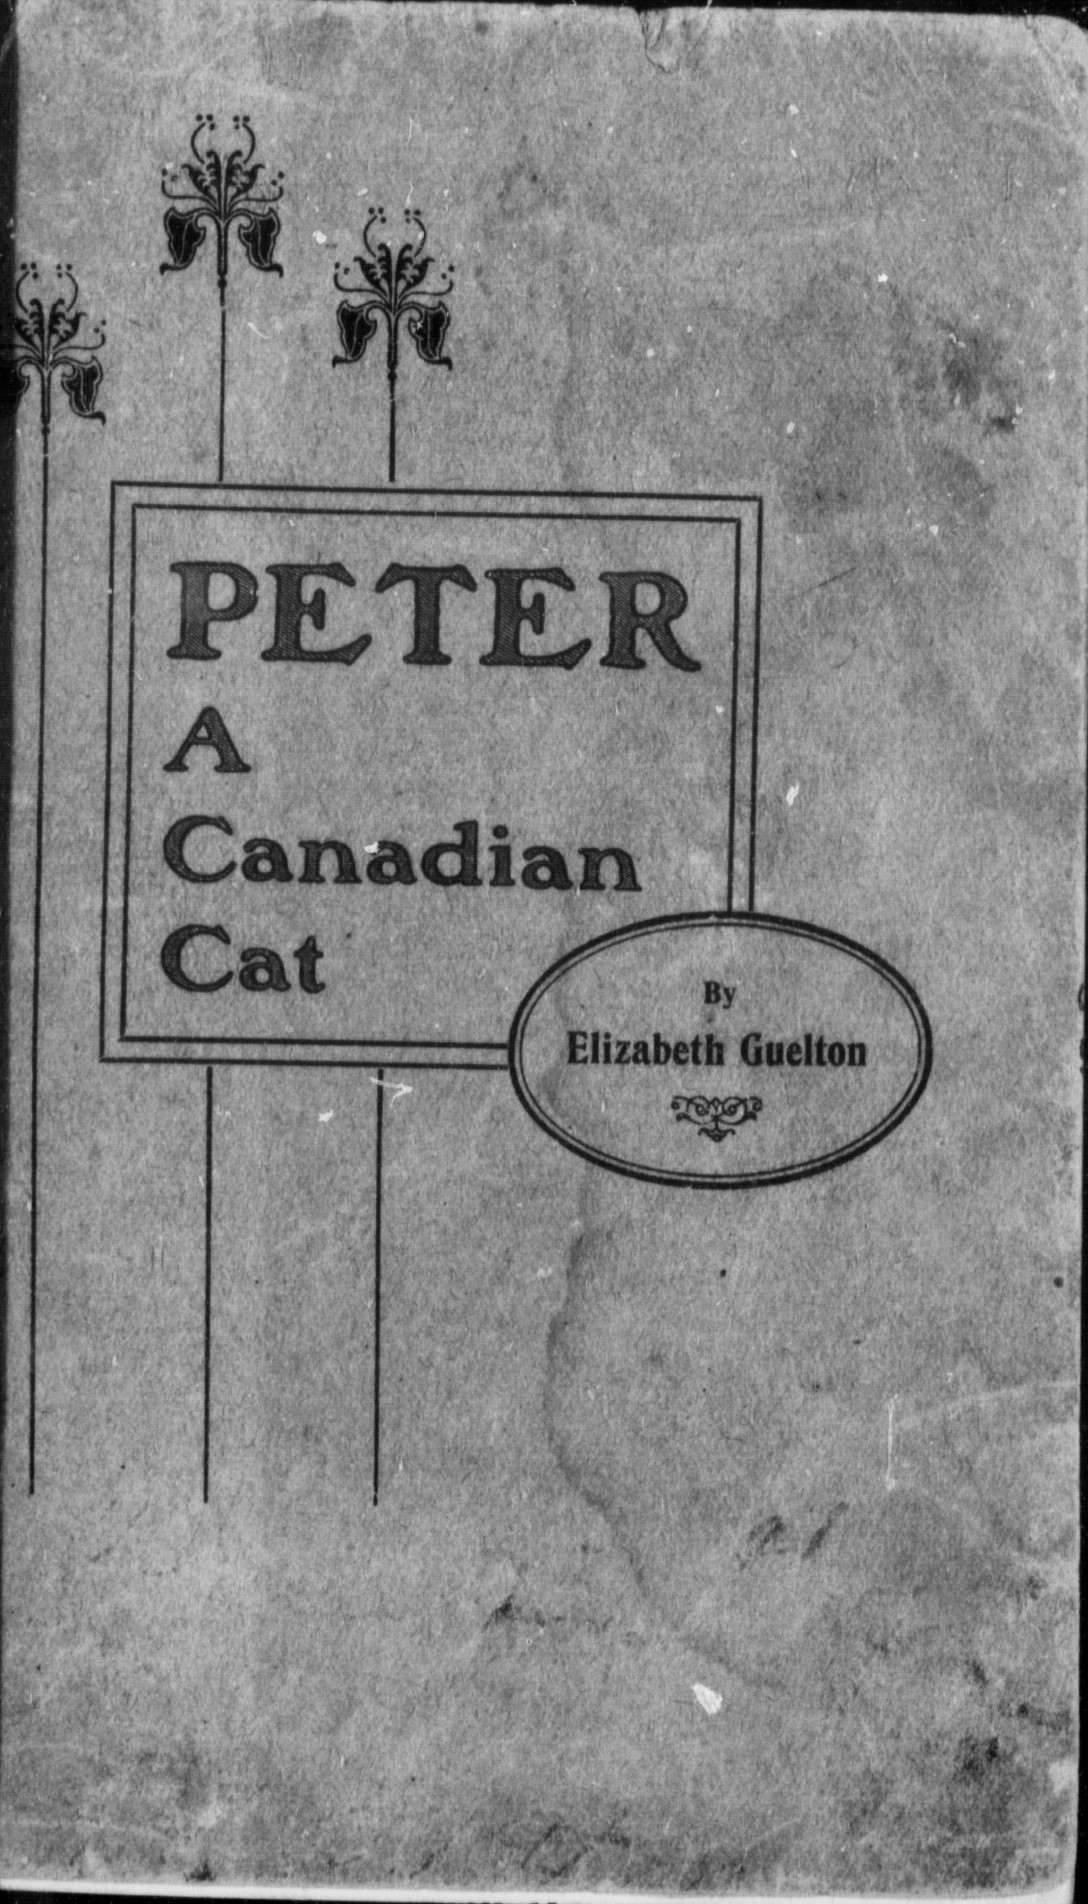 PETER
A
Canadian
Cat
By
Elizabeth Guelton